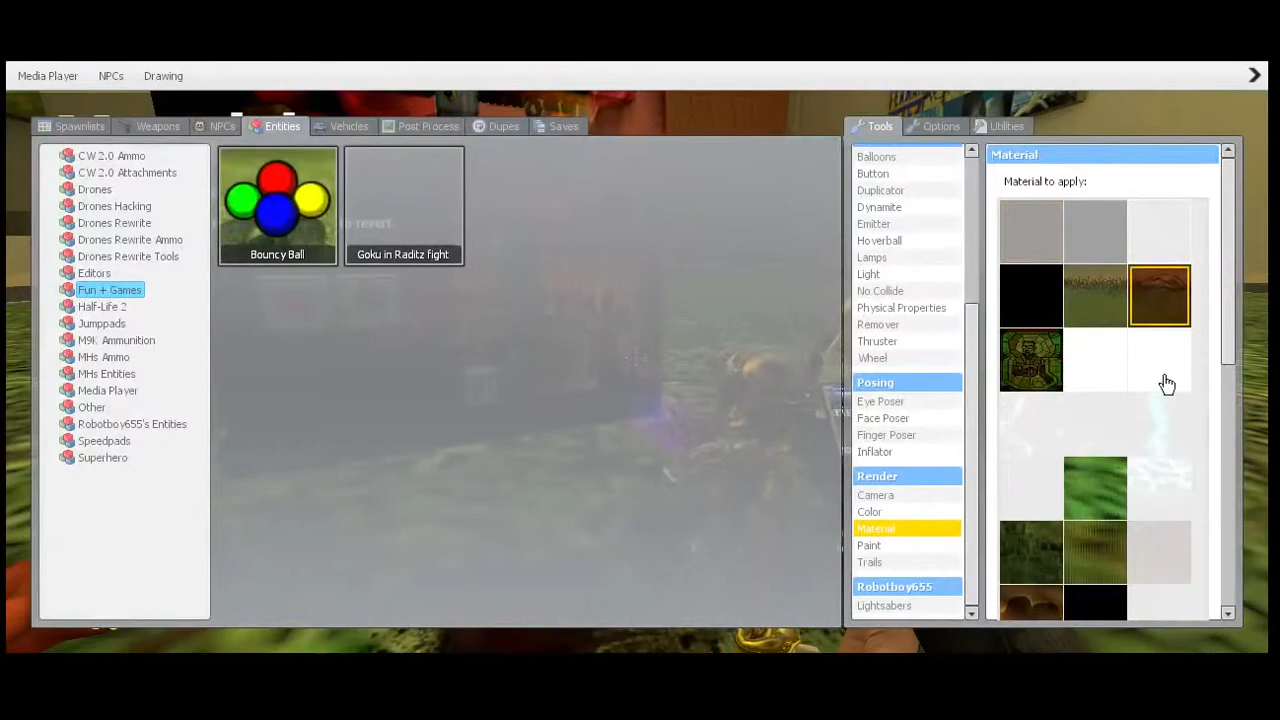 Media Player NPCs Drawing
Spawnlists Weapons NPCs Entities Vehicles Post Process Dupes Saves
Tools Options Utilities
CW 2.0 Ammo
CW 2.0 Attachments
Drones
Drones Hacking
Drones Rewrite
Drones Rewrite Ammo
Drones Rewrite Tools
Editors
Fun + Games
Half-Life 2
Jumppads
M9K Ammunition
MHs Ammo
MHs Entities
Media Player
Other
Robotboy655's Entities
Speedpads
Superhero
revert.
Bouncy Ball
Goku in Raditz fight
Balloons
Button
Duplicator
Dynamite
Emitter
Hoverball
Lamps
Light
No Collide
Physical Properties
Remover
Thruster
Wheel
Posing
Eye Poser
Face Poser
Finger Poser
Inflator
Render
Camera
Color
Material
Paint
Trails
Robotboy655
Lightsabers
Material
Material to apply: